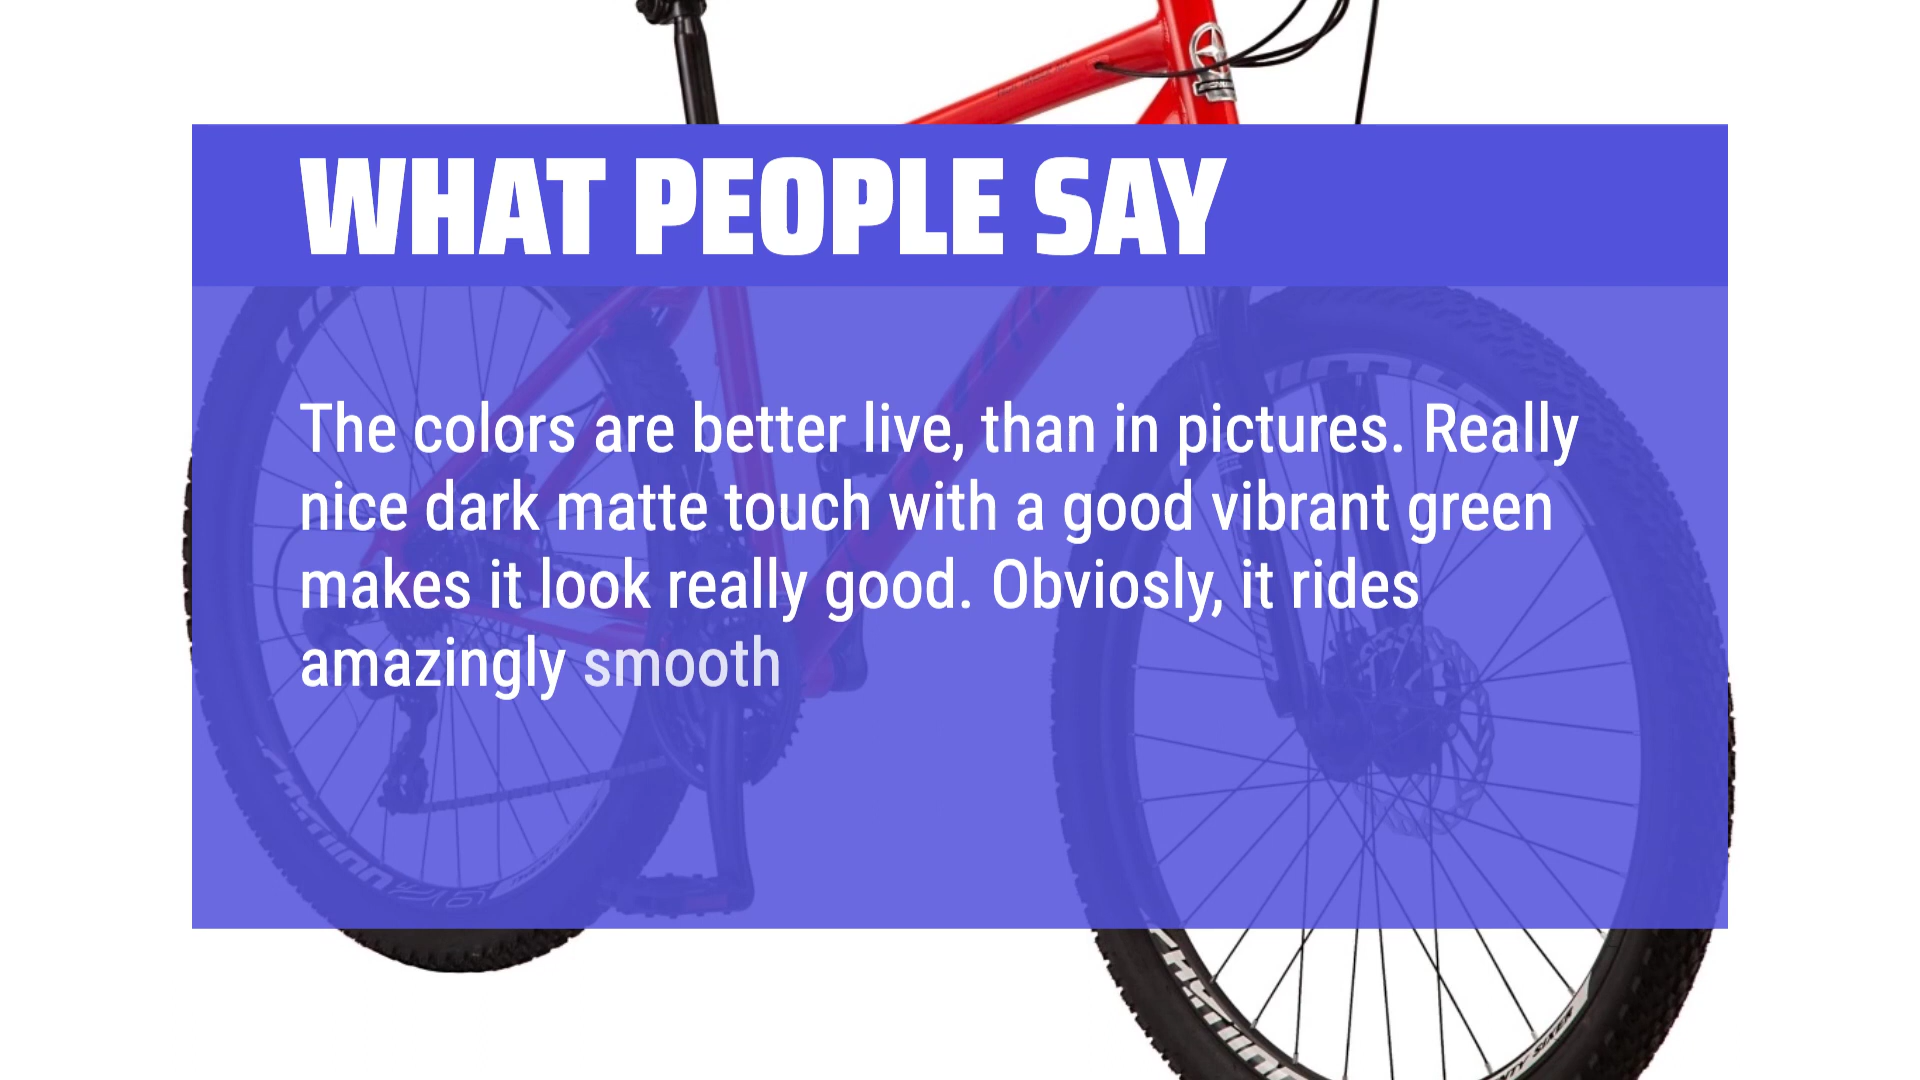 WHAT PEOPLE SAY
The colors are better live, than in pictures. Really
nice dark matte touch with a good vibrant green
makes it look really good. Obviosly, it rides
amazingly smooth